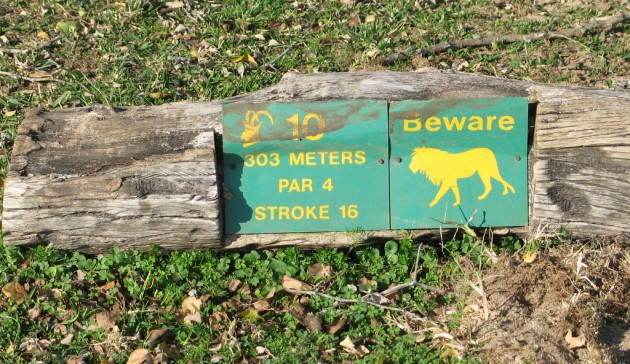 10
303 METERS
PAR 4
STROKE 16
Beware